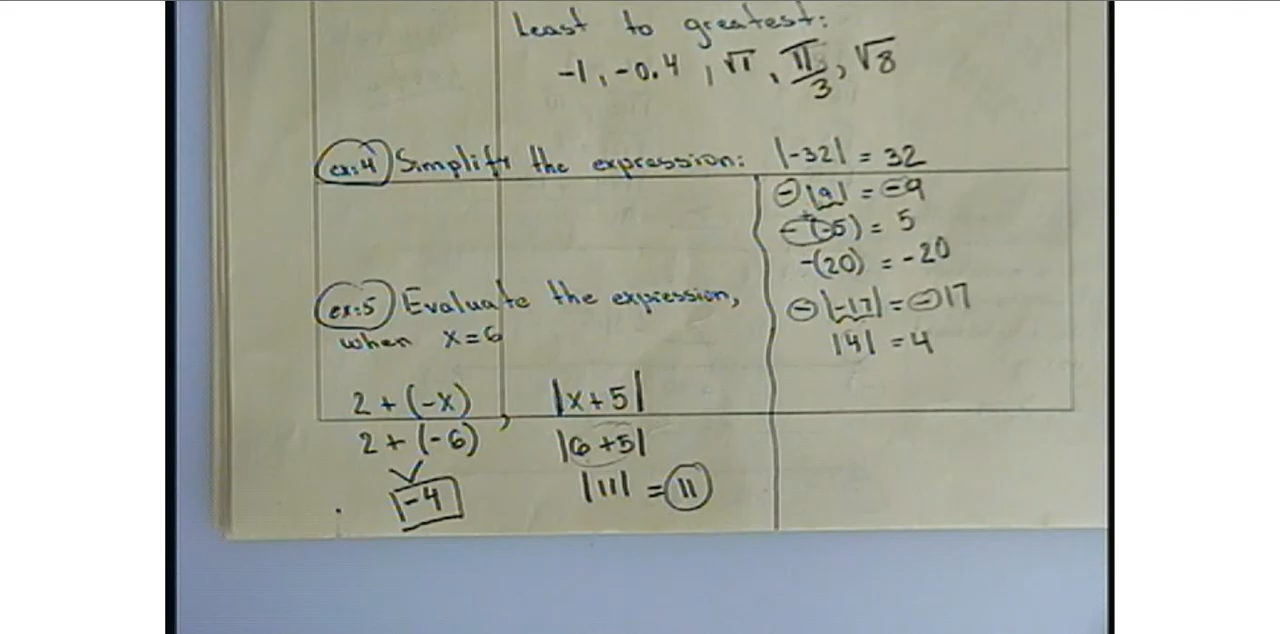 Least to greatest:
-1, -0.4, √1, π/3, √8
ex:4 Simplify the expression: |-32| = 32
-|9| = -9
-(-5) = 5
-(20) = -20
-|-17| = -17
|4| = 4
ex:5 Evaluate the expression,
when x=6
2 + (-x), |x+5|
2 + (-6) |6+5|
-4 |11| = 11